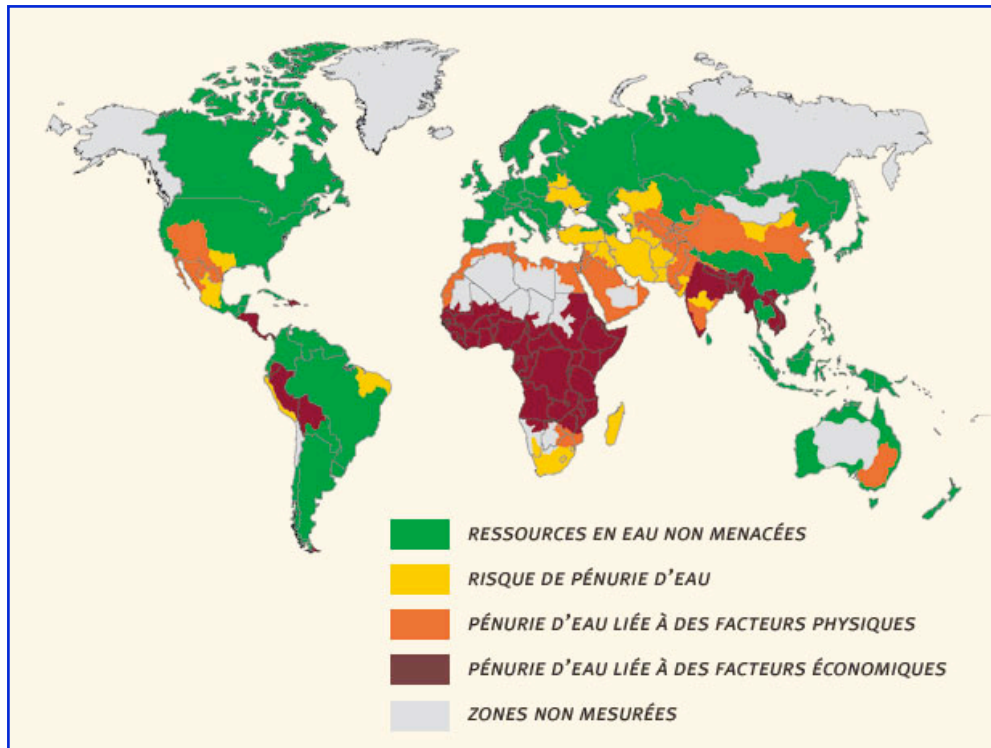 RESSOURCES EN EAU NON MENACÉES
RISQUE DE PÉNURIE D'EAU
PÉNURIE D'EAU LIÉE À DES FACTEURS PHYSIQUES
PÉNURIE D'EAU LIÉE À DES FACTEURS ÉCONOMIQUES
ZONES NON MESURÉES